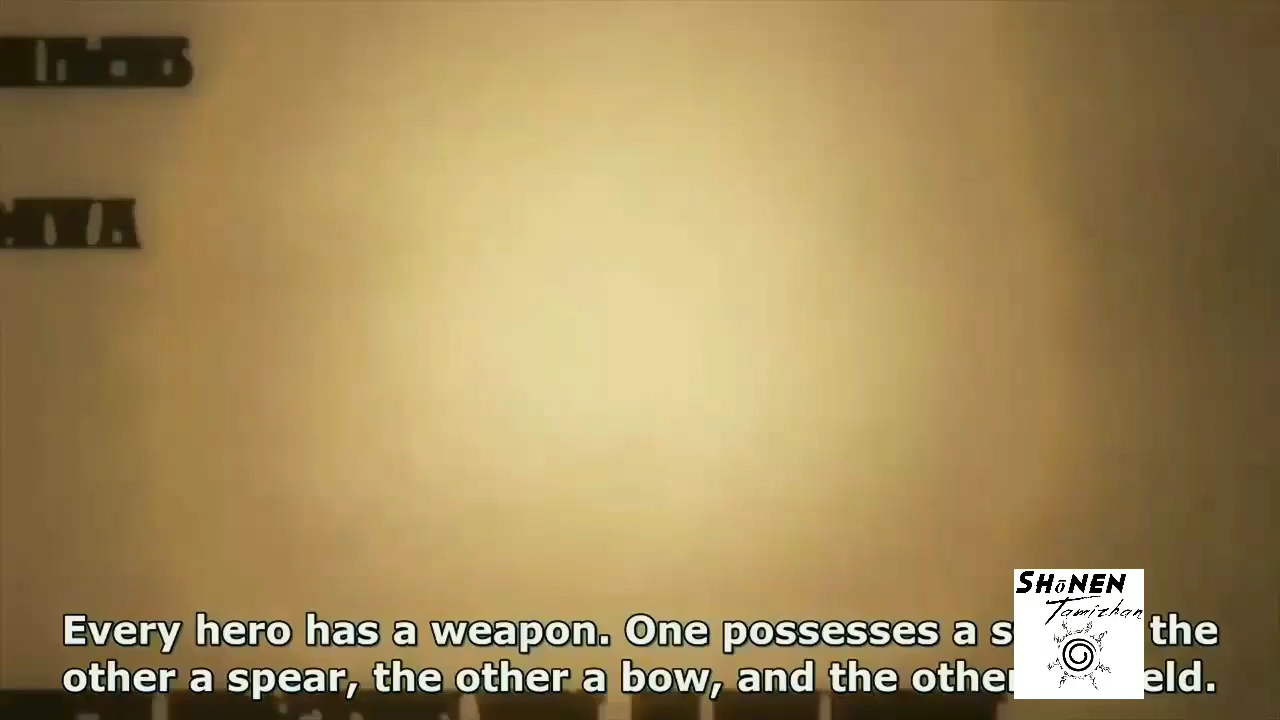 SHōNEN
Tamizhan
Every hero has a weapon. One possesses a s the
other a spear, the other a bow, and the other eld.